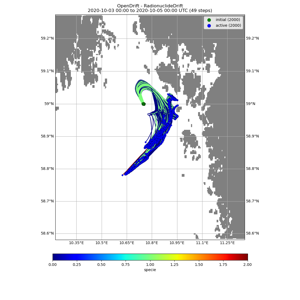 OpenDrift - RadionuclideDrift
2020-10-03 00:00 to 2020-10-05 00:00 UTC (49 steps)
initial (2000)
active (2000)
59.2°N
59.1°N
59°N
58.9°N
58.8°N
58.7°N
58.6°N
10.35°E 10.5°E 10.65°E 10.8°E 10.95°E 11.1°E 11.25°E
0.00 0.25 0.50 0.75 1.00 1.25 1.50 1.75 2.00
specie